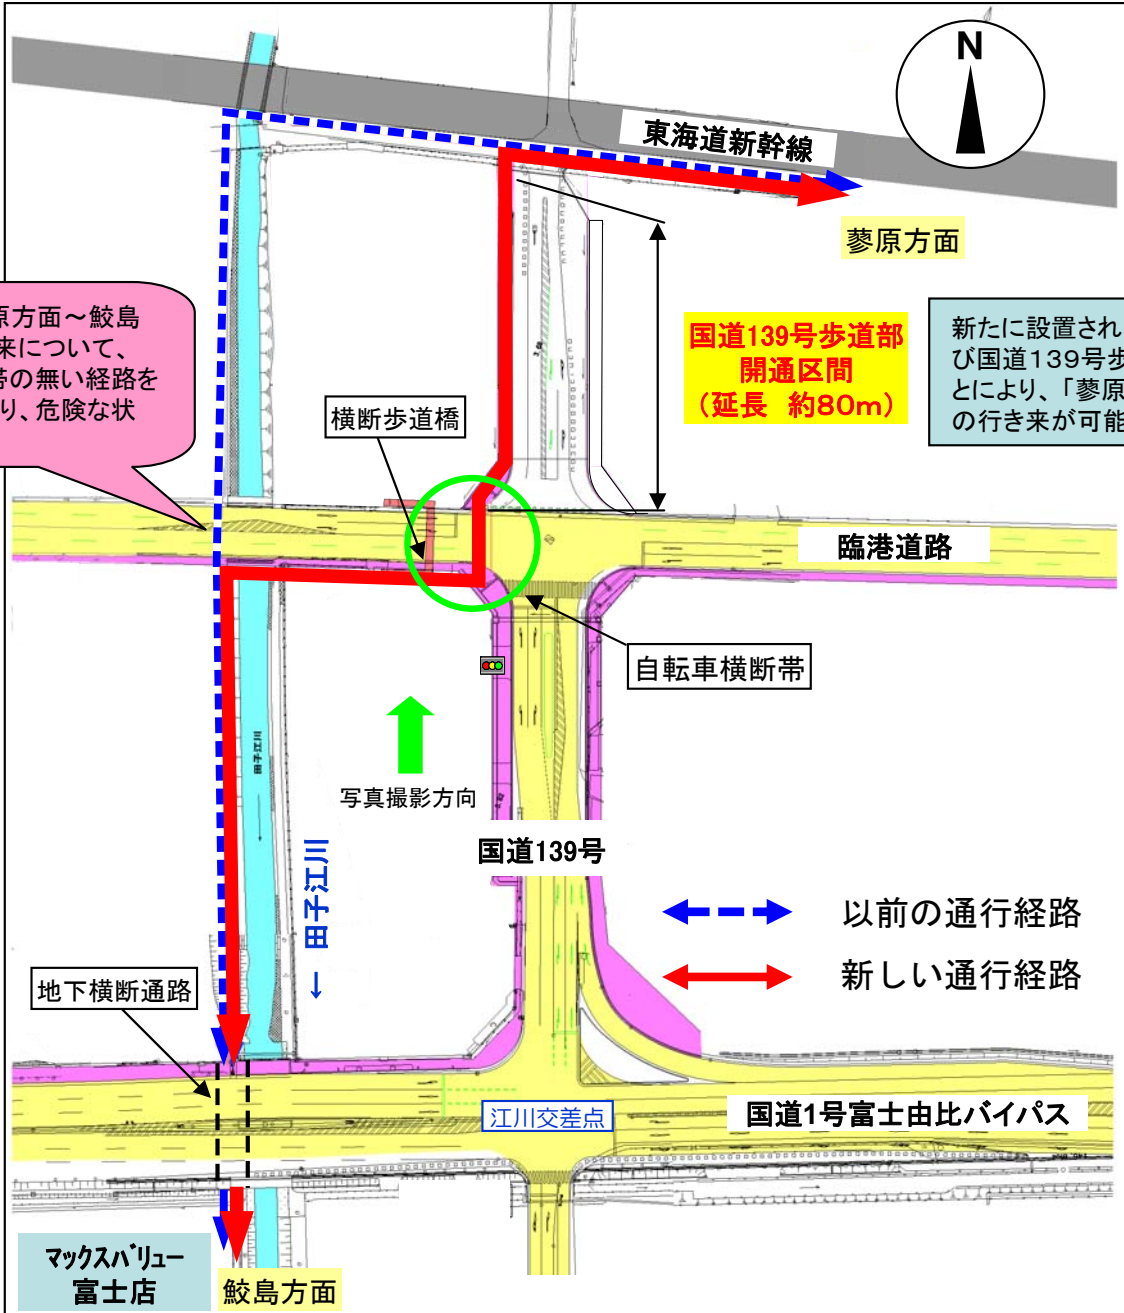 N
東海道新幹線
蓼原方面
原方面～鮫島
来について、
帯の無い経路を
り、危険な状
国道139号歩道部
開通区間
（延長 約80m）
新たに設置され
び国道139号歩
とにより、「蓼原
の行き来が可能
横断歩道橋
臨港道路
自転車横断帯
写真撮影方向
田子江川
国道139号
← 田子江川
以前の通行経路
新しい通行経路
地下横断通路
江川交差点
国道1号富士由比バイパス
マックスバリュー
富士店
鮫島方面